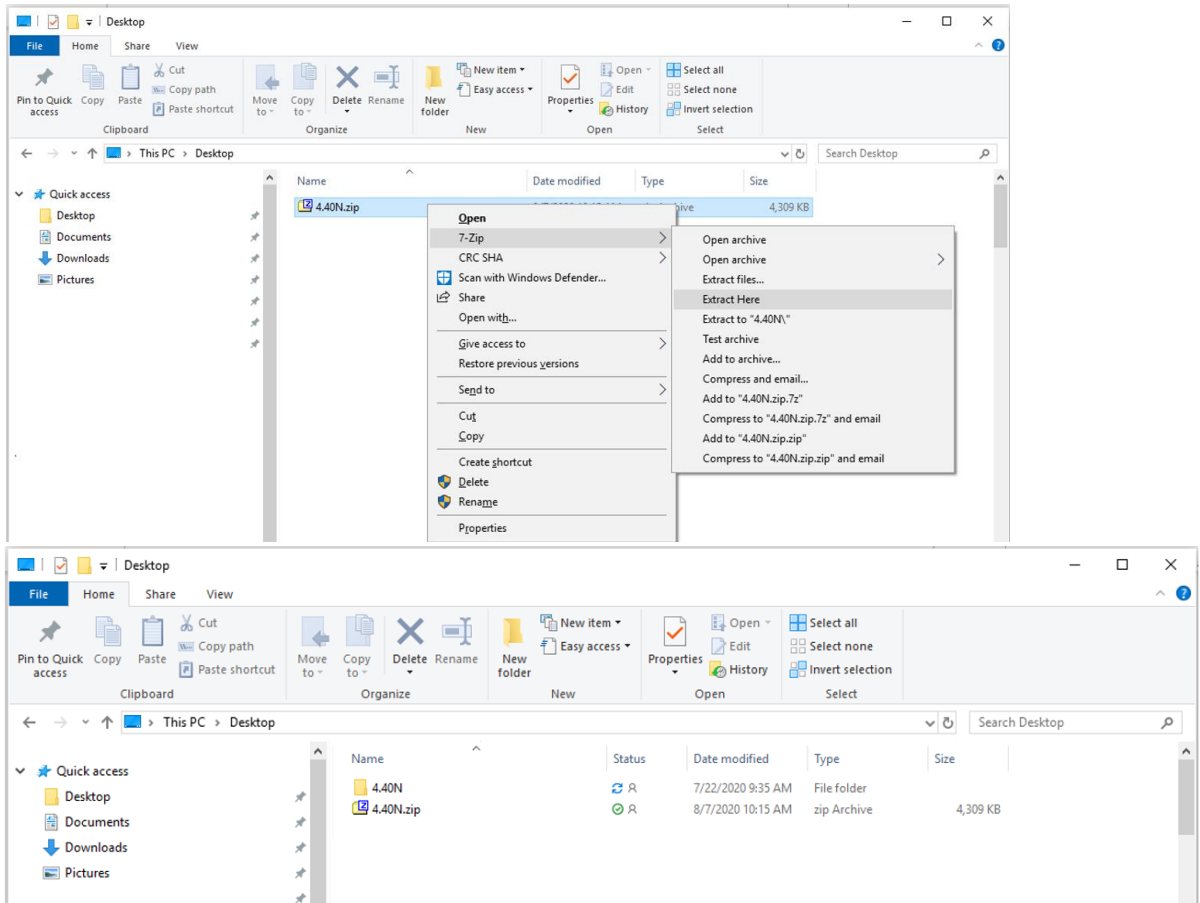 Desktop
File Home Share View
Pin to Quick access Copy Paste Cut Copy path Paste shortcut
Move to Copy to Delete Rename New folder New item Easy access
Properties Open Edit History Select all Select none Invert selection
Clipboard Organize New Open Select
This PC > Desktop Search Desktop
Name Date modified Type Size
Quick access
4.40N.zip 4,309 KB
Desktop
Documents
Downloads
Pictures
Open
7-Zip
CRC SHA
Scan with Windows Defender...
Share
Open with...
Give access to
Restore previous versions
Send to
Cut
Copy
Create shortcut
Delete
Rename
Properties
Open archive
Open archive
Extract files...
Extract Here
Extract to "4.40N\"
Test archive
Add to archive...
Compress and email...
Add to "4.40N.zip.7z"
Compress to "4.40N.zip.7z" and email
Add to "4.40N.zip.zip"
Compress to "4.40N.zip.zip" and email
Desktop
File Home Share View
Pin to Quick access Copy Paste Cut Copy path Paste shortcut
Move to Copy to Delete Rename New folder New item Easy access
Properties Open Edit History Select all Select none Invert selection
Clipboard Organize New Open Select
This PC > Desktop Search Desktop
Name Status Date modified Type Size
Quick access
4.40N 7/22/2020 9:35 AM File folder
4.40N.zip 8/7/2020 10:15 AM zip Archive 4,309 KB
Desktop
Documents
Downloads
Pictures